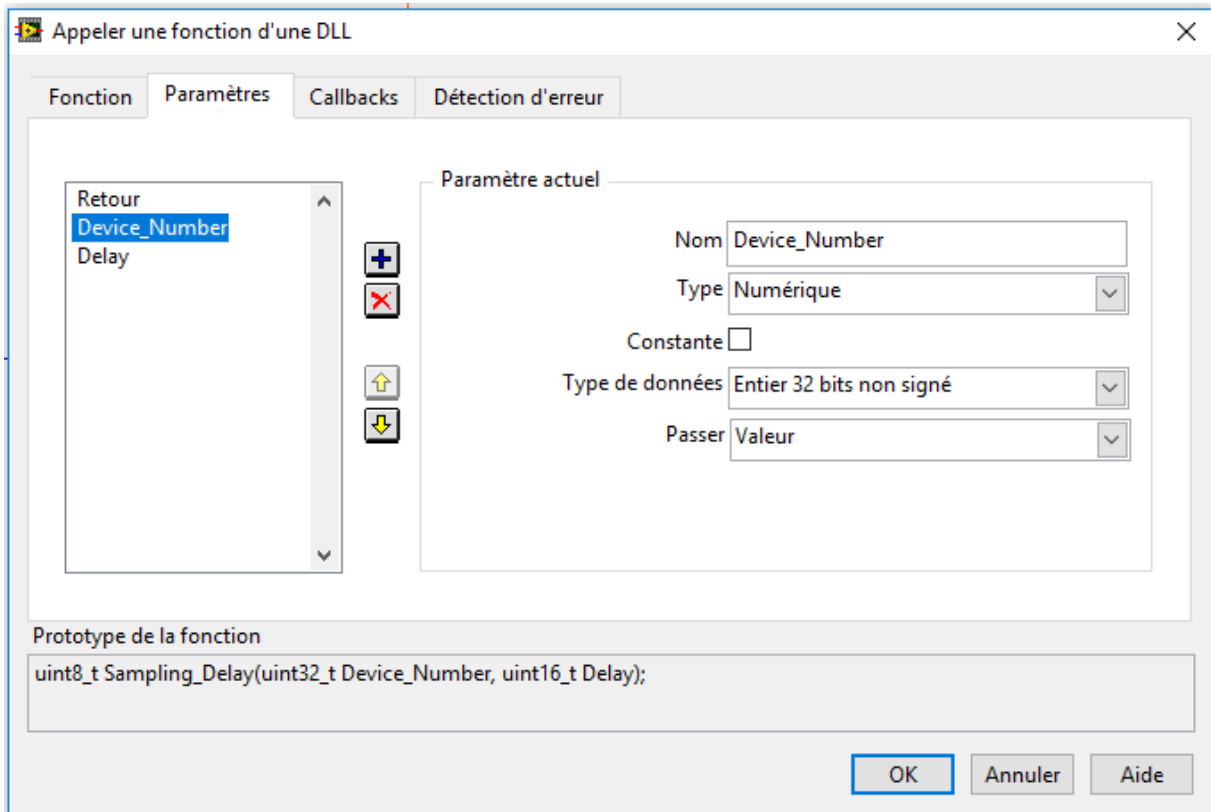 Appeler une fonction d'une DLL
Fonction Paramètres Callbacks Détection d'erreur
Retour
Device_Number
Delay
Paramètre actuel
Nom Device_Number
Type Numérique
Constante
Type de données Entier 32 bits non signé
Passer Valeur
Prototype de la fonction
uint8_t Sampling_Delay(uint32_t Device_Number, uint16_t Delay);
OK Annuler Aide